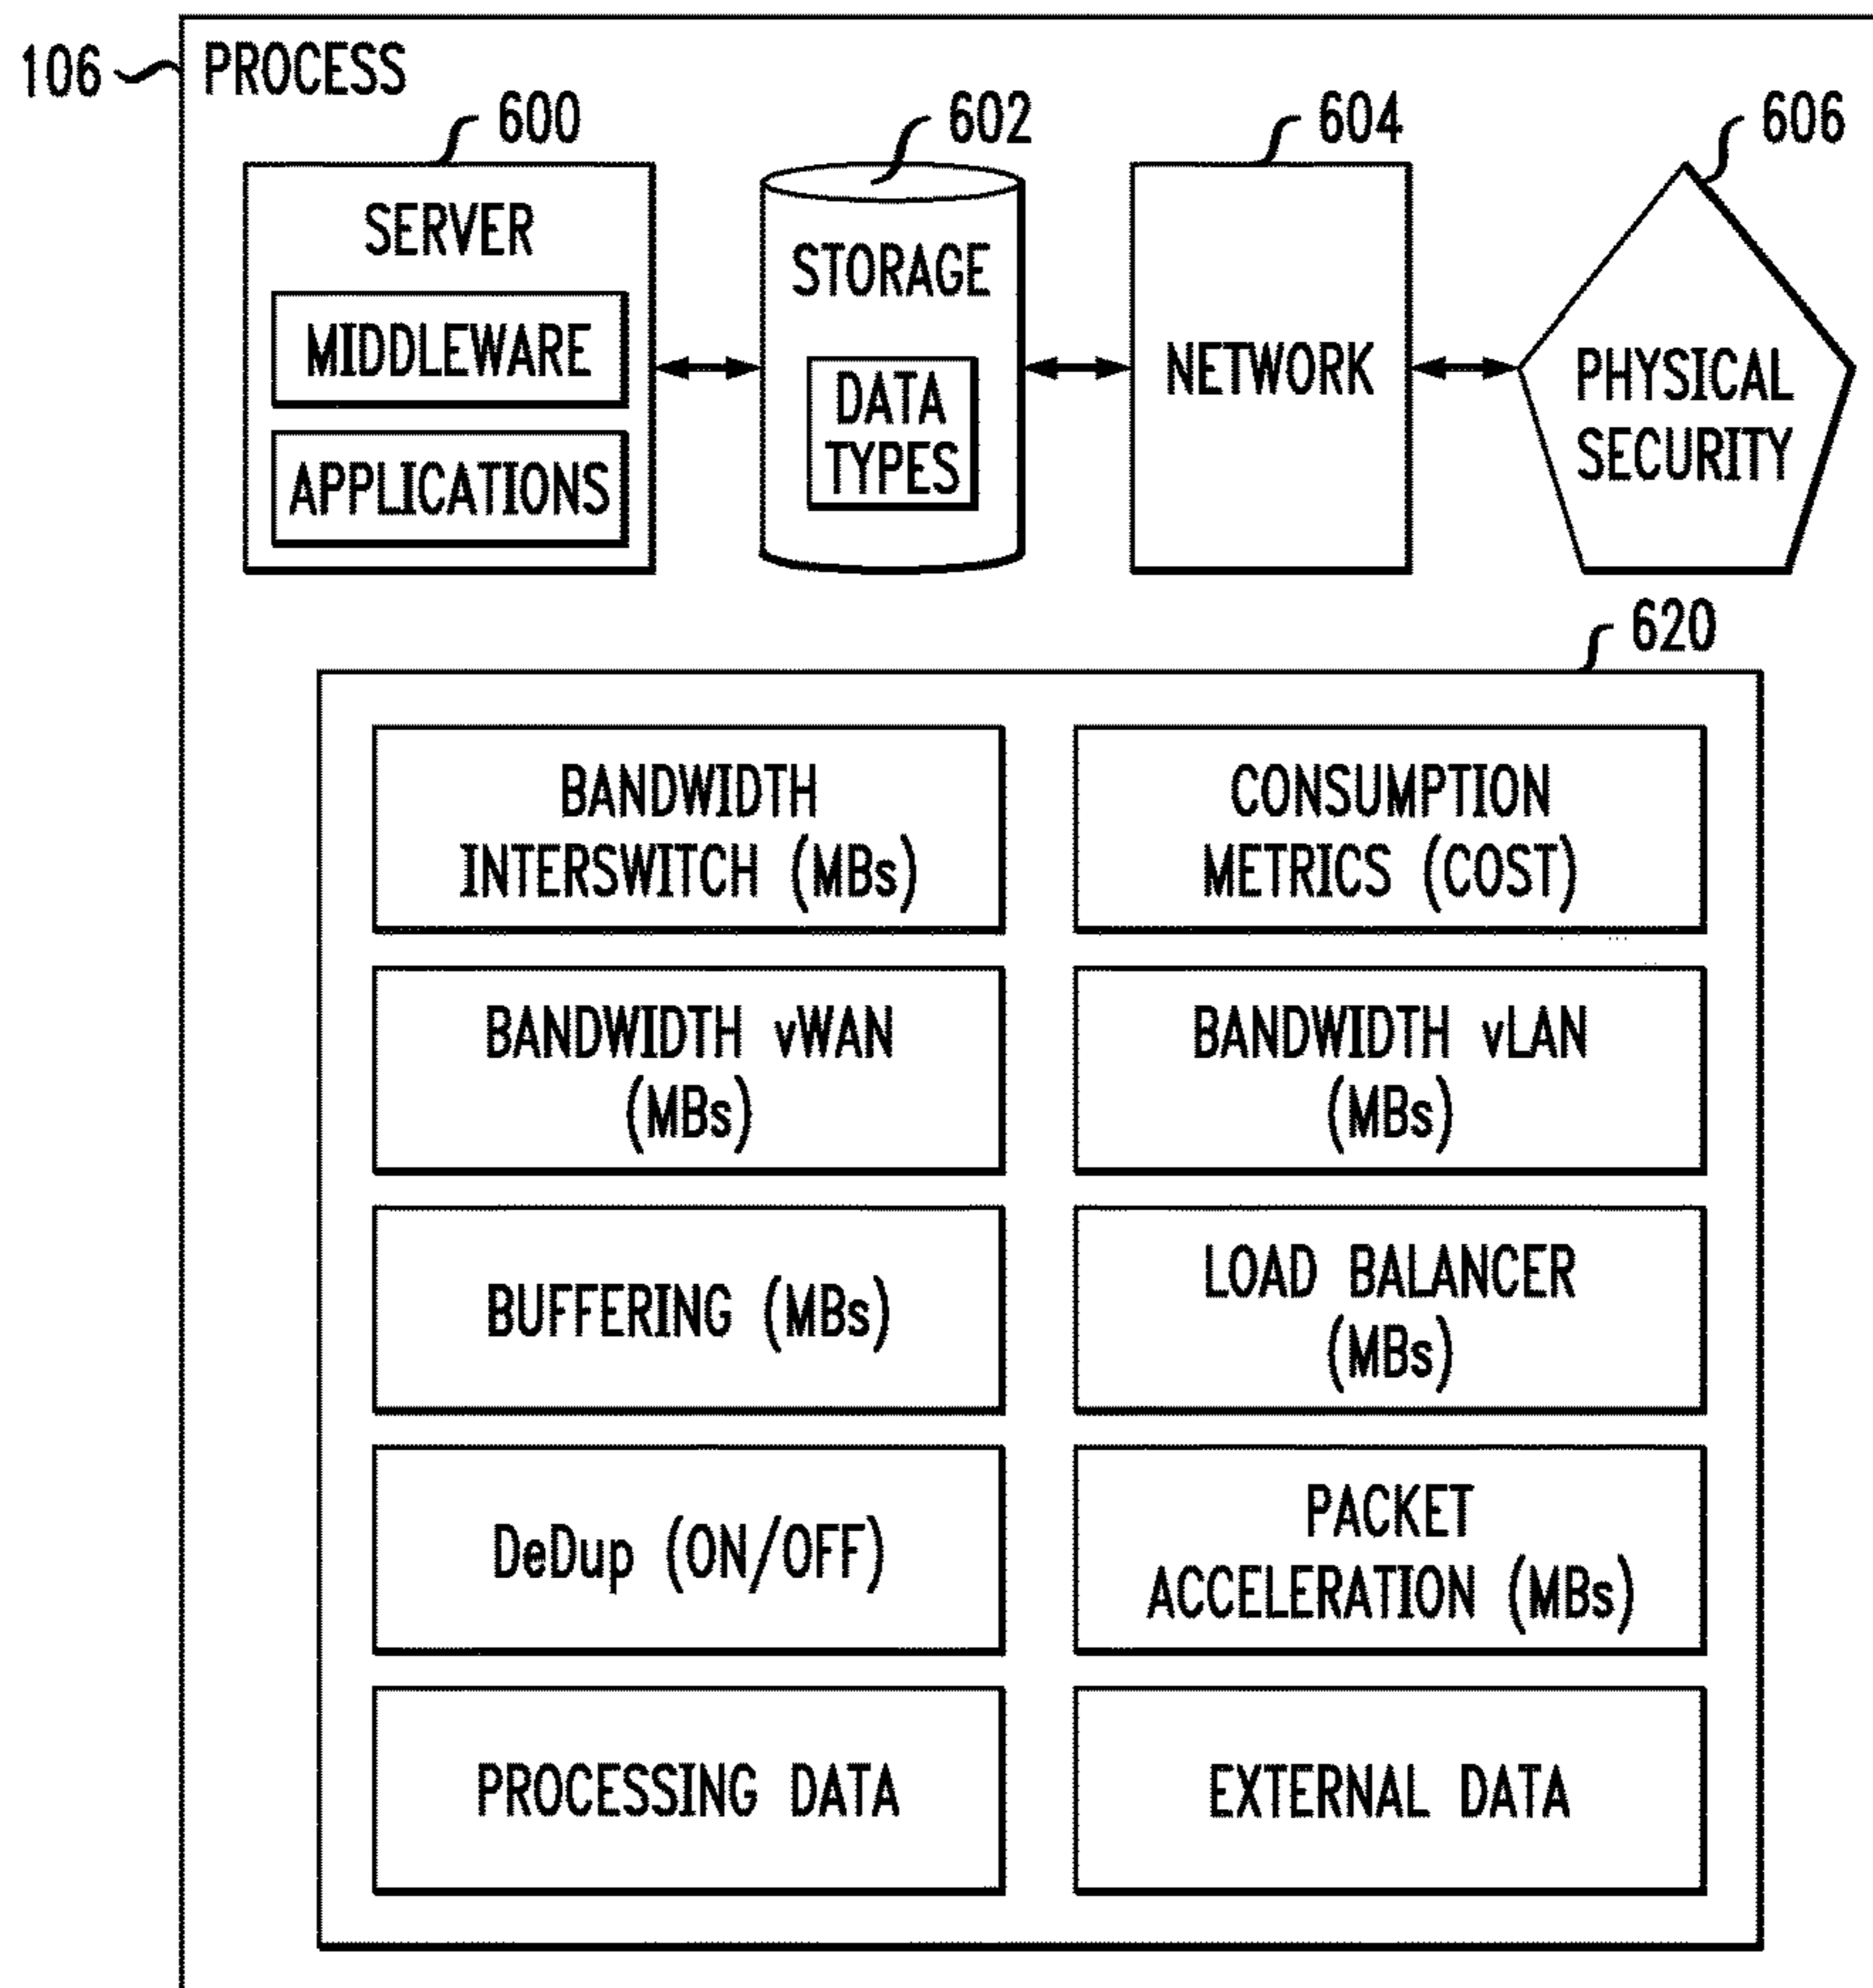 106
PROCESS
600
602
604
606
SERVER
MIDDLEWARE
APPLICATIONS
STORAGE
DATA
TYPES
NETWORK
PHYSICAL
SECURITY
620
BANDWIDTH
INTERSWITCH (MBs)
CONSUMPTION
METRICS (COST)
BANDWIDTH vWAN
(MBs)
BANDWIDTH vLAN
(MBs)
BUFFERING (MBs)
LOAD BALANCER
(MBs)
DeDup (ON/OFF)
PACKET
ACCELERATION (MBs)
PROCESSING DATA
EXTERNAL DATA